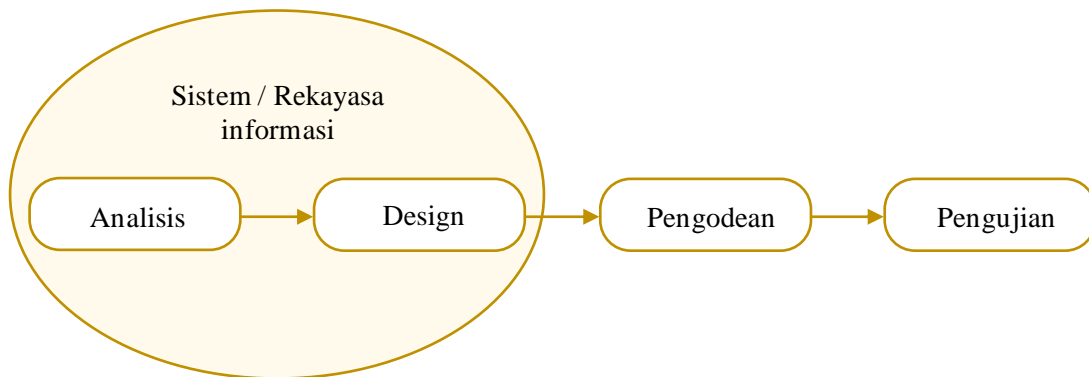 Sistem / Rekayasa
informasi
Analisis
Design
Pengodean
Pengujian